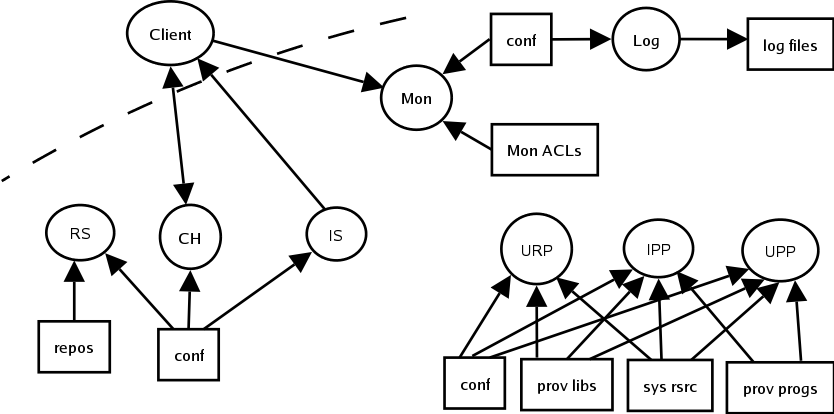 Client
conf
Log
log files
Mon
Mon ACLs
RS
CH
IS
URP
IPP
UPP
repos
conf
conf
prov libs
sys rsrc
prov progs